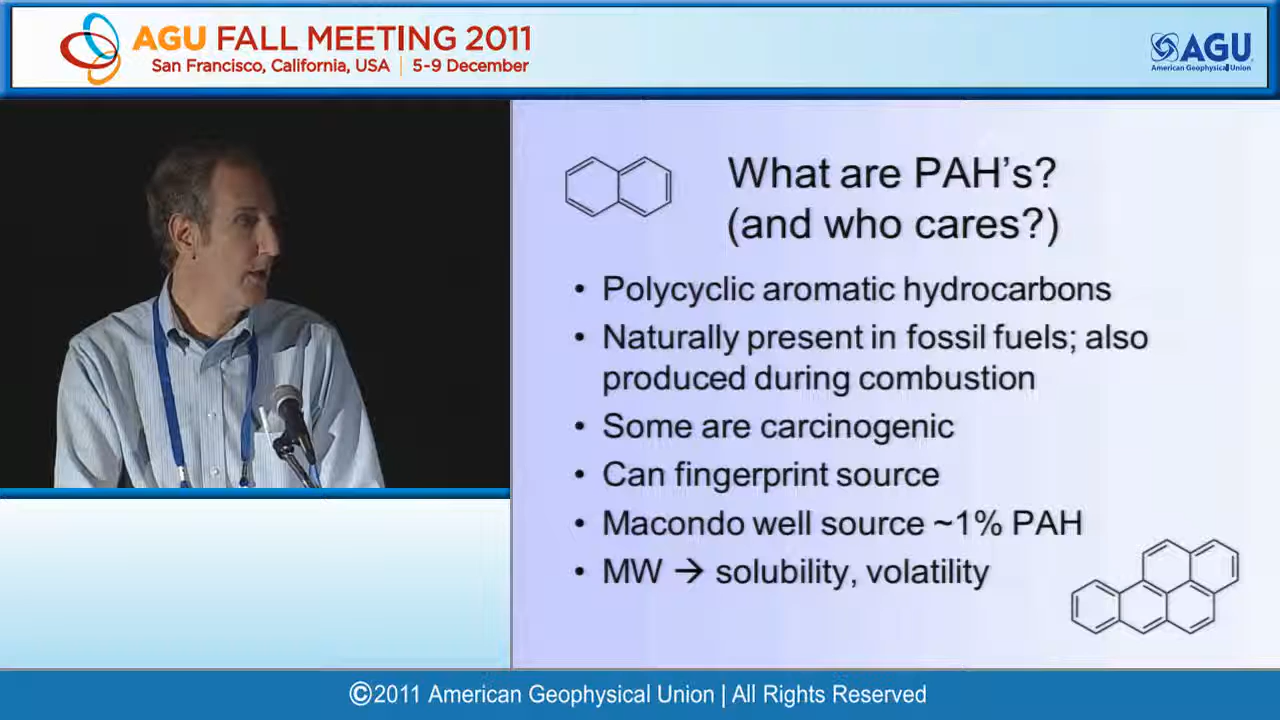 AGU FALL MEETING 2011
San Francisco, California, USA | 5-9 December
AGU
American Geophysical Union
What are PAH's?
(and who cares?)
• Polycyclic aromatic hydrocarbons
• Naturally present in fossil fuels; also
produced during combustion
• Some are carcinogenic
• Can fingerprint source
• Macondo well source ~1% PAH
• MW → solubility, volatility
©2011 American Geophysical Union | All Rights Reserved